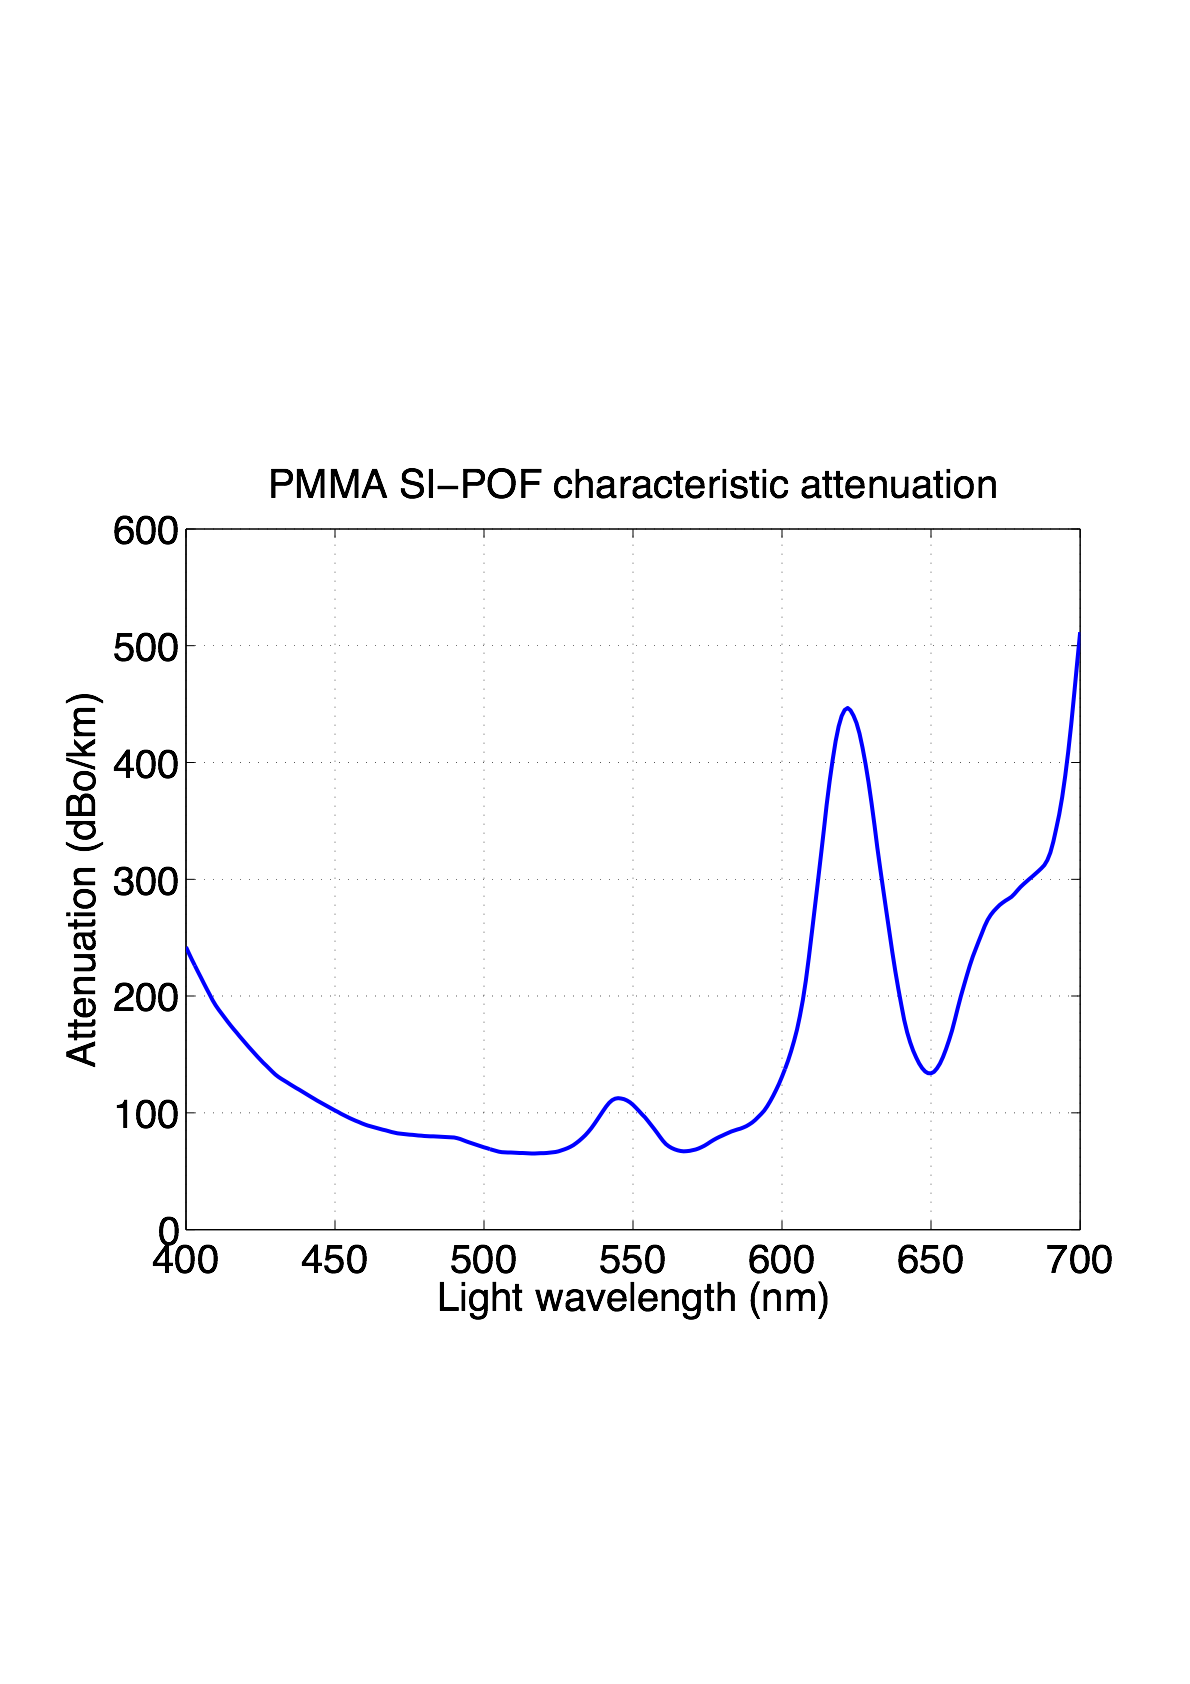 PMMA SI−POF characteristic attenuation
600
500
400
300
200
100
0
400 450 500 550 600 650 700
Light wavelength (nm)
Attenuation (dBo/km)